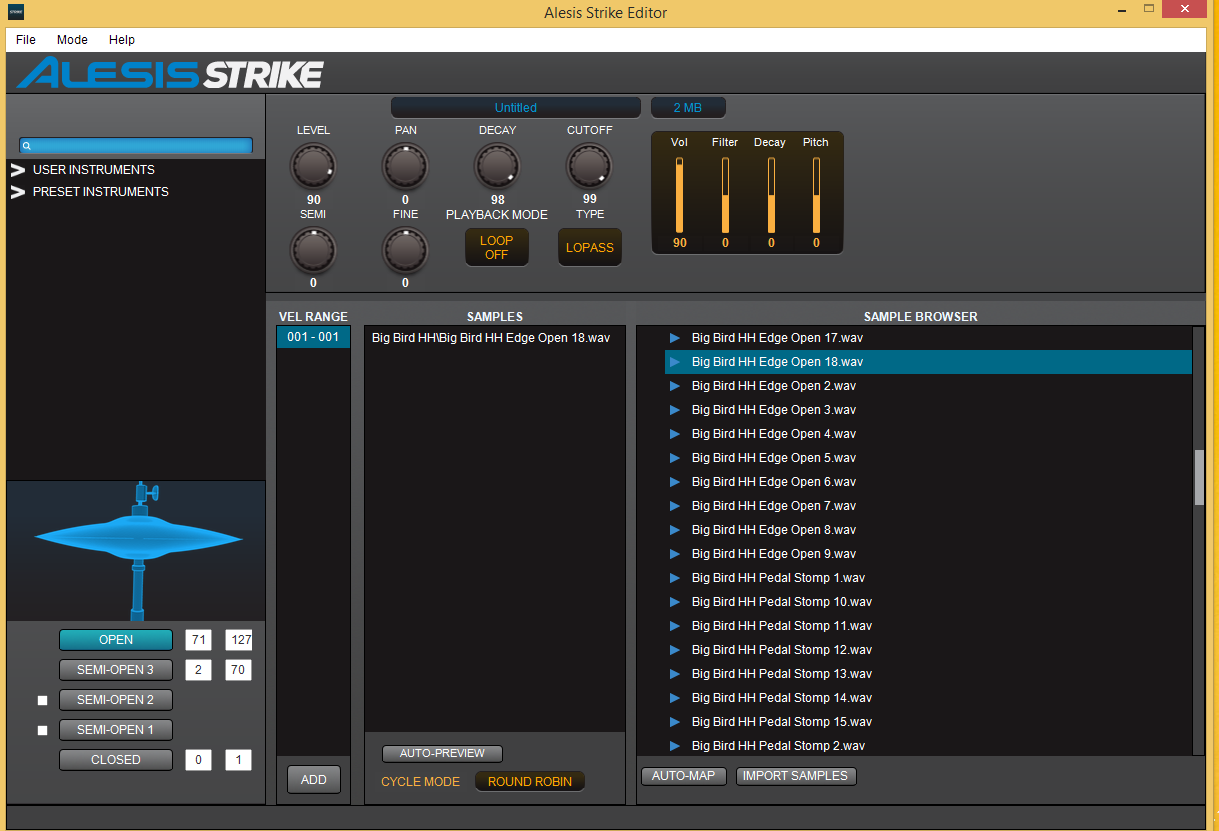 Alesis Strike Editor
File Mode Help
ALESIS STRIKE
Untitled 2 MB
LEVEL PAN DECAY CUTOFF
90 0 98 99
SEMI FINE PLAYBACK MODE TYPE
LOOP
OFF
LOPASS
0 0
Vol Filter Decay Pitch
90 0 0 0
USER INSTRUMENTS
PRESET INSTRUMENTS
OPEN 71 127
SEMI-OPEN 3 2 70
SEMI-OPEN 2
SEMI-OPEN 1
CLOSED 0 1
VEL RANGE
001 - 001
ADD
SAMPLES
Big Bird HH\Big Bird HH Edge Open 18.wav
AUTO-PREVIEW
CYCLE MODE ROUND ROBIN
SAMPLE BROWSER
Big Bird HH Edge Open 17.wav
Big Bird HH Edge Open 18.wav
Big Bird HH Edge Open 2.wav
Big Bird HH Edge Open 3.wav
Big Bird HH Edge Open 4.wav
Big Bird HH Edge Open 5.wav
Big Bird HH Edge Open 6.wav
Big Bird HH Edge Open 7.wav
Big Bird HH Edge Open 8.wav
Big Bird HH Edge Open 9.wav
Big Bird HH Pedal Stomp 1.wav
Big Bird HH Pedal Stomp 10.wav
Big Bird HH Pedal Stomp 11.wav
Big Bird HH Pedal Stomp 12.wav
Big Bird HH Pedal Stomp 13.wav
Big Bird HH Pedal Stomp 14.wav
Big Bird HH Pedal Stomp 15.wav
Big Bird HH Pedal Stomp 2.wav
AUTO-MAP IMPORT SAMPLES